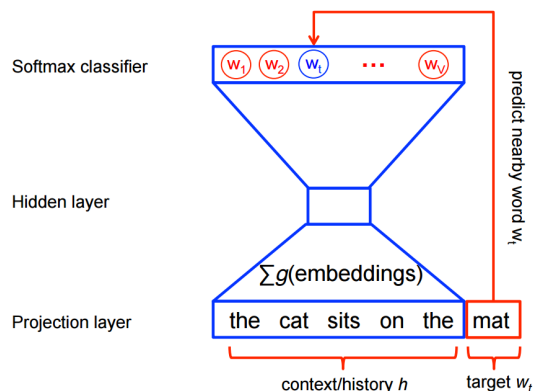 Softmax classifier
w1 w2 wt ... wV
predict nearby word wt
Hidden layer
∑g(embeddings)
Projection layer
the cat sits on the mat
context/history h
target wt